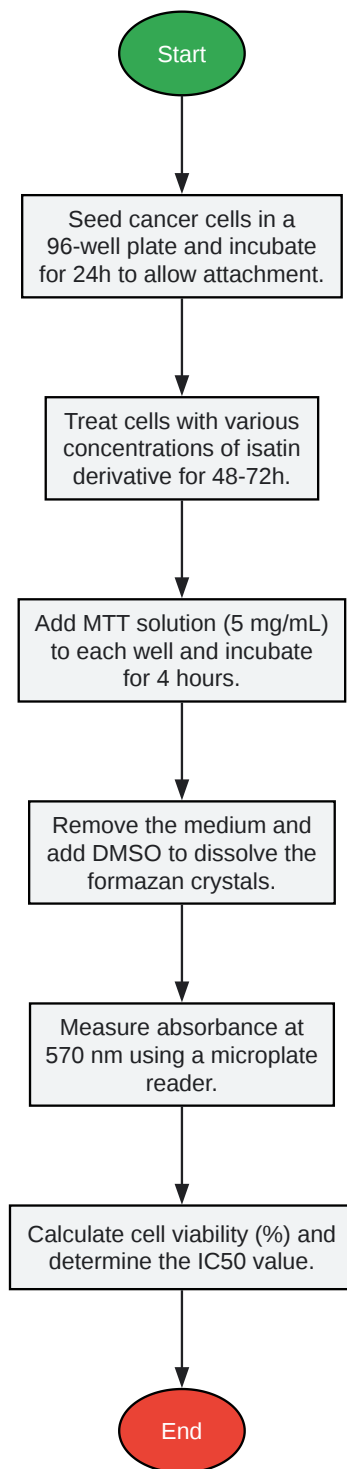 Start
Seed cancer cells in a
96-well plate and incubate
for 24h to allow attachment.
Treat cells with various
concentrations of isatin
derivative for 48-72h.
Add MTT solution (5 mg/mL)
to each well and incubate
for 4 hours.
Remove the medium and
add DMSO to dissolve the
formazan crystals.
Measure absorbance at
570 nm using a microplate
reader.
Calculate cell viability (%) and
determine the IC50 value.
End